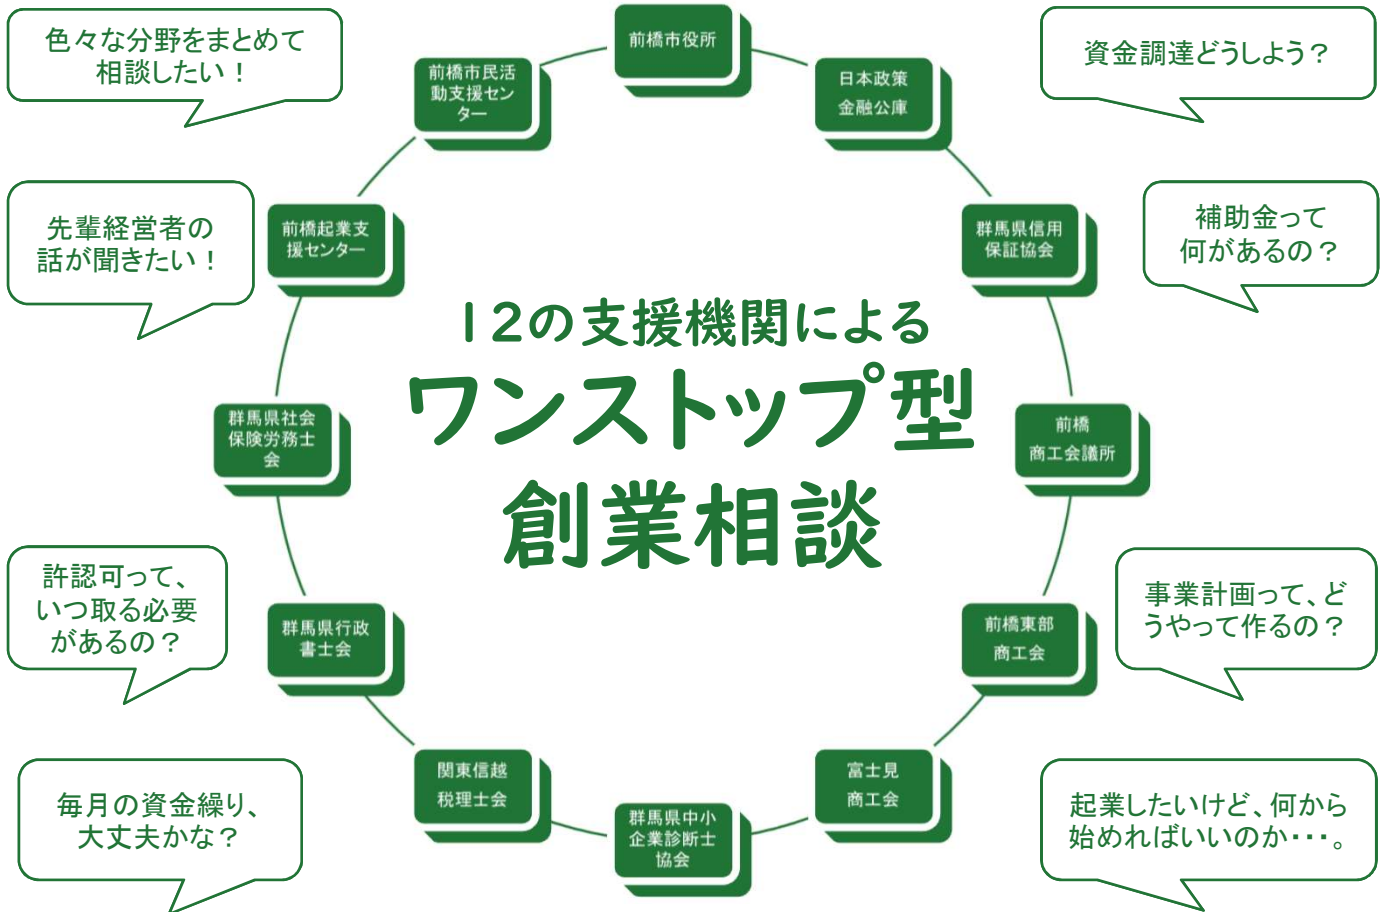 色々な分野をまとめて
相談したい！
前橋市役所
資金調達どうしよう？
前橋市民活
動支援セン
ター
日本政策
金融公庫
先輩経営者の
話が聞きたい！
前橋起業支
援センター
群馬県信用
保証協会
補助金って
何があるの？
12の支援機関による
ワンストップ型
創業相談
群馬県社会
保険労務士
会
前橋
商工会議所
許認可って、
いつ取る必要
があるの？
群馬県行政
書士会
前橋東部
商工会
事業計画って、ど
うやって作るの？
毎月の資金繰り、
大丈夫かな？
関東信越
税理士会
群馬県中小
企業診断士
協会
富士見
商工会
起業したいけど、何から
始めればいいのか・・・。